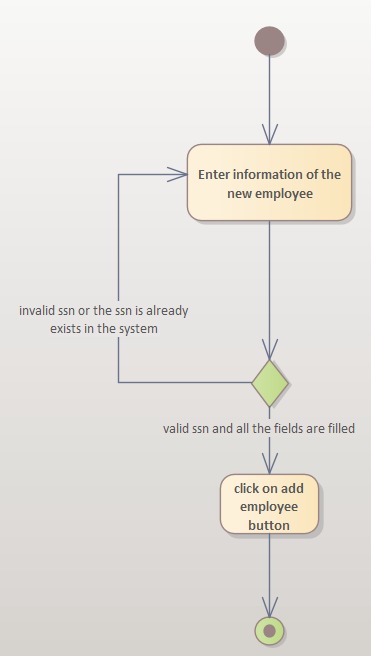 Enter information of the
new employee
invalid ssn or the ssn is already
exists in the system
valid ssn and all the fields are filled
click on add
employee
button